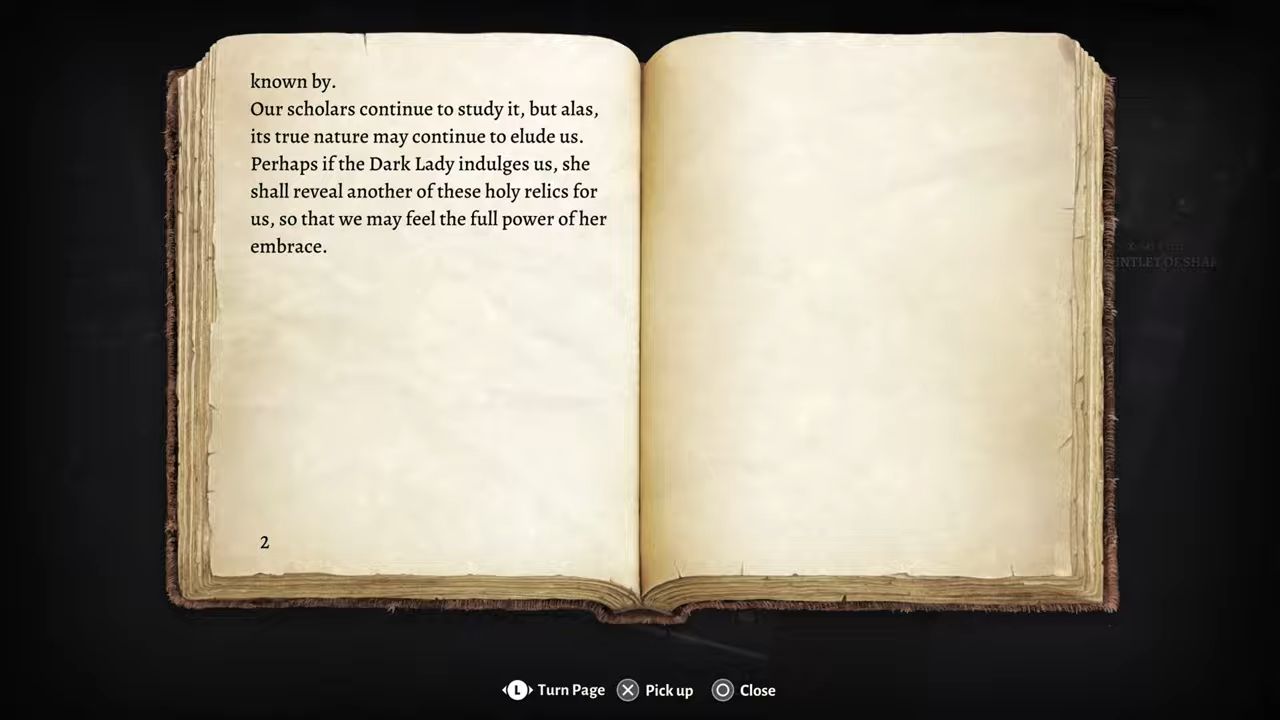 known by.
Our scholars continue to study it, but alas,
its true nature may continue to elude us.
Perhaps if the Dark Lady indulges us, she
shall reveal another of these holy relics for
us, so that we may feel the full power of her
embrace.
2
L Turn Page Pick up Close